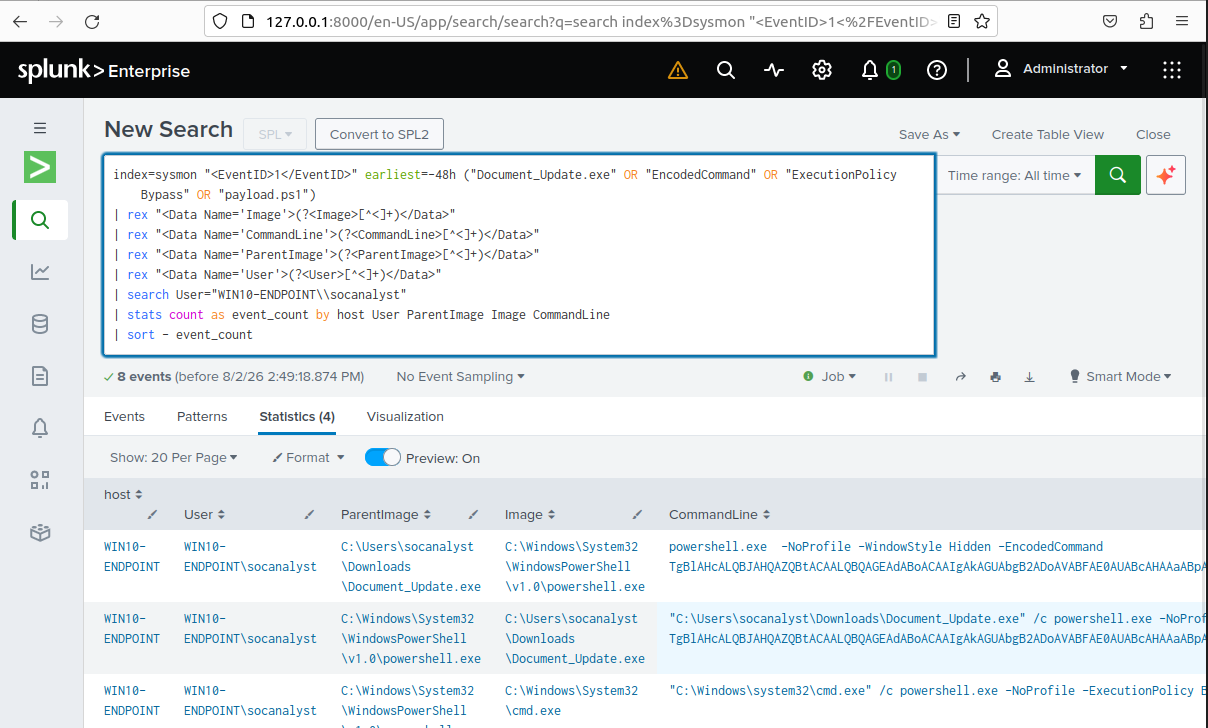 127.0.0.1:8000/en-US/app/search/search?q=search index%3Dsysmon "<EventID>1<%2FEventID>
splunk> Enterprise
1
Administrator
New Search
SPL
Convert to SPL2
Save As
Create Table View
Close
index=sysmon "<EventID>1</EventID>" earliest=-48h ("Document_Update.exe" OR "EncodedCommand" OR "ExecutionPolicy
Bypass" OR "payload.ps1")
| rex "<Data Name='Image'>(?<Image>[^<]+)</Data>"
| rex "<Data Name='CommandLine'>(?<CommandLine>[^<]+)</Data>"
| rex "<Data Name='ParentImage'>(?<ParentImage>[^<]+)</Data>"
| rex "<Data Name='User'>(?<User>[^<]+)</Data>"
| search User="WIN10-ENDPOINT\\socanalyst"
| stats count as event_count by host User ParentImage Image CommandLine
| sort - event_count
Time range: All time
8 events (before 8/2/26 2:49:18.874 PM)
No Event Sampling
Job
Smart Mode
Events
Patterns
Statistics (4)
Visualization
Show: 20 Per Page
Format
Preview: On
host
User
ParentImage
Image
CommandLine
WIN10-
ENDPOINT
WIN10-
ENDPOINT\socanalyst
C:\Users\socanalyst
\Downloads
\Document_Update.exe
C:\Windows\System32
\WindowsPowerShell
\v1.0\powershell.exe
powershell.exe  -NoProfile -WindowStyle Hidden -EncodedCommand
WIN10-
ENDPOINT
WIN10-
ENDPOINT\socanalyst
C:\Windows\System32
\WindowsPowerShell
\v1.0\powershell.exe
C:\Users\socanalyst
\Downloads
\Document_Update.exe
"C:\Users\socanalyst\Downloads\Document_Update.exe" /c powershell.exe -NoProf
WIN10-
ENDPOINT
WIN10-
ENDPOINT\socanalyst
C:\Windows\System32
\WindowsPowerShell
C:\Windows\System32
\cmd.exe
"C:\Windows\system32\cmd.exe" /c powershell.exe -NoProfile -ExecutionPolicy B